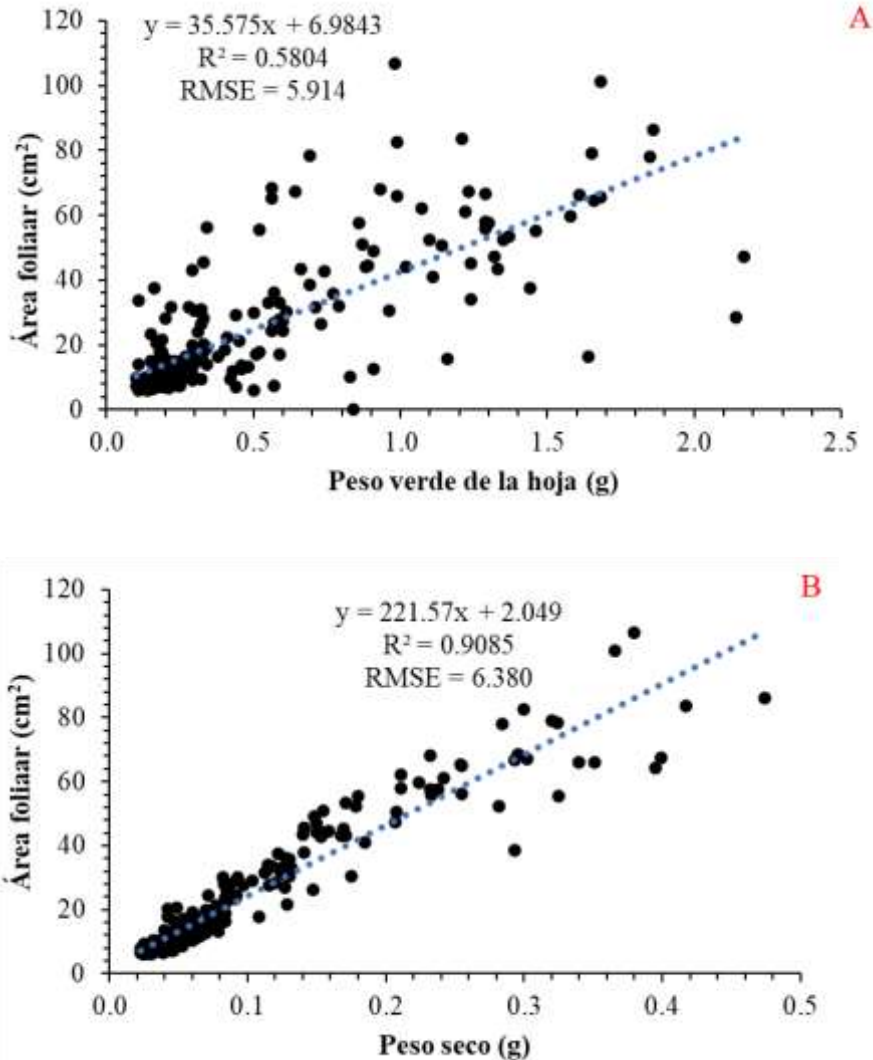 A
y = 35.575x + 6.9843
R² = 0.5804
RMSE = 5.914
Área foliaar (cm²)
120
100
80
60
40
20
0
0.0 0.5 1.0 1.5 2.0 2.5
Peso verde de la hoja (g)
B
y = 221.57x + 2.049
R² = 0.9085
RMSE = 6.380
Área foliaar (cm²)
120
100
80
60
40
20
0
0.0 0.1 0.2 0.3 0.4 0.5
Peso seco (g)